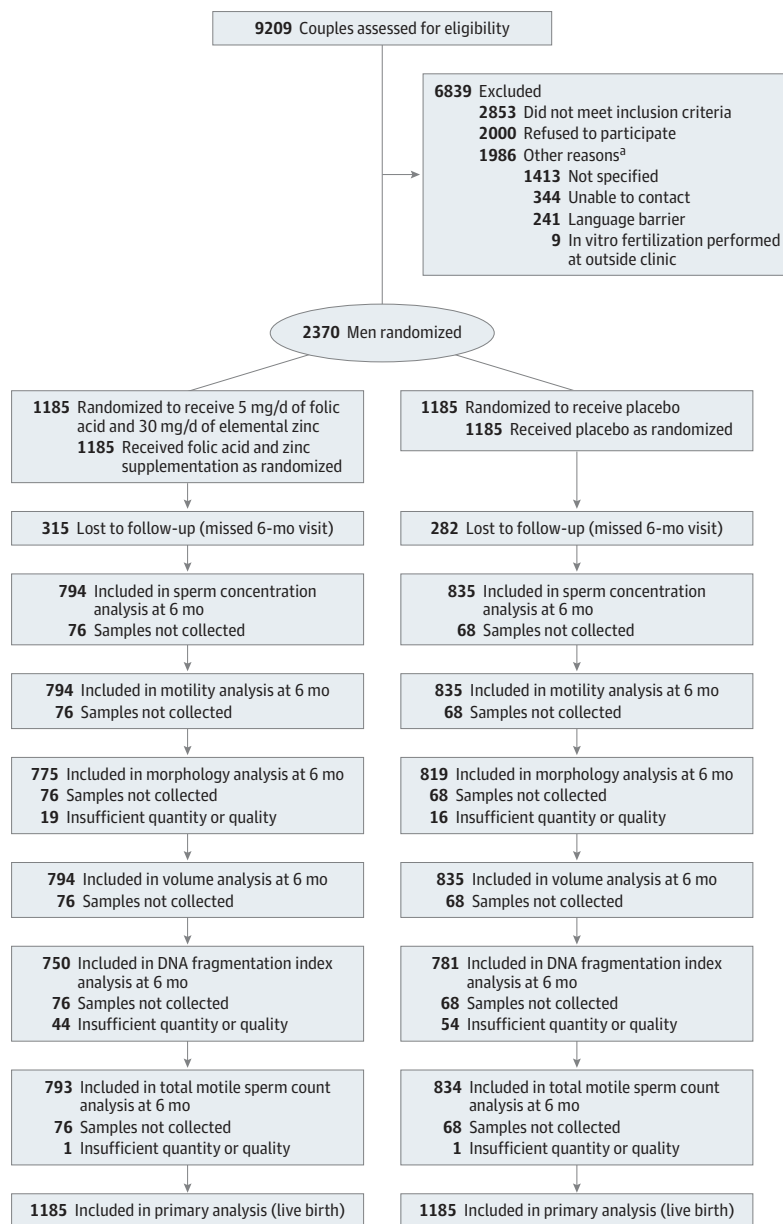 9209 Couples assessed for eligibility
6839 Excluded
2853 Did not meet inclusion criteria
2000 Refused to participate
1986 Other reasonsᵃ
1413 Not specified
344 Unable to contact
241 Language barrier
9 In vitro fertilization performed
at outside clinic
2370 Men randomized
1185 Randomized to receive 5 mg/d of folic
acid and 30 mg/d of elemental zinc
1185 Received folic acid and zinc
supplementation as randomized
1185 Randomized to receive placebo
1185 Received placebo as randomized
315 Lost to follow-up (missed 6-mo visit)
282 Lost to follow-up (missed 6-mo visit)
794 Included in sperm concentration
analysis at 6 mo
76 Samples not collected
835 Included in sperm concentration
analysis at 6 mo
68 Samples not collected
794 Included in motility analysis at 6 mo
76 Samples not collected
835 Included in motility analysis at 6 mo
68 Samples not collected
775 Included in morphology analysis at 6 mo
76 Samples not collected
19 Insufficient quantity or quality
819 Included in morphology analysis at 6 mo
68 Samples not collected
16 Insufficient quantity or quality
794 Included in volume analysis at 6 mo
76 Samples not collected
835 Included in volume analysis at 6 mo
68 Samples not collected
750 Included in DNA fragmentation index
analysis at 6 mo
76 Samples not collected
44 Insufficient quantity or quality
781 Included in DNA fragmentation index
analysis at 6 mo
68 Samples not collected
54 Insufficient quantity or quality
793 Included in total motile sperm count
analysis at 6 mo
76 Samples not collected
1 Insufficient quantity or quality
834 Included in total motile sperm count
analysis at 6 mo
68 Samples not collected
1 Insufficient quantity or quality
1185 Included in primary analysis (live birth)
1185 Included in primary analysis (live birth)